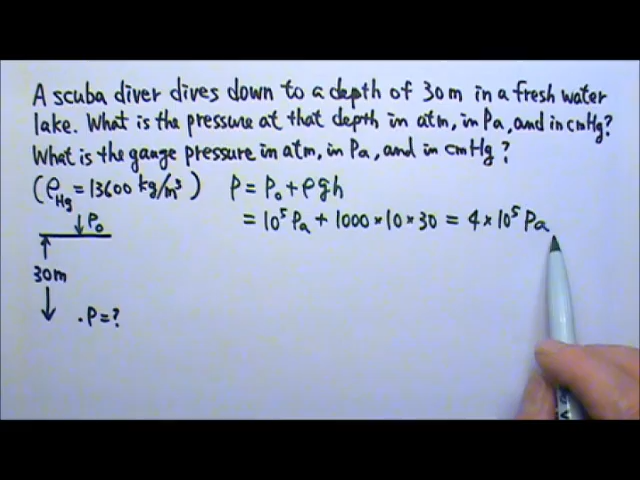 A scuba diver dives down to a depth of 30m in a fresh water
lake. What is the pressure at that depth in atm, in Pa, and in cmHg?
What is the gauge pressure in atm, in Pa, and in cmHg?
(ρHg = 13600 kg/m³) P = P₀ + ρgh
= 10⁵ Pa + 1000 × 10 × 30 = 4 × 10⁵ Pa
P₀
30m
. P = ?